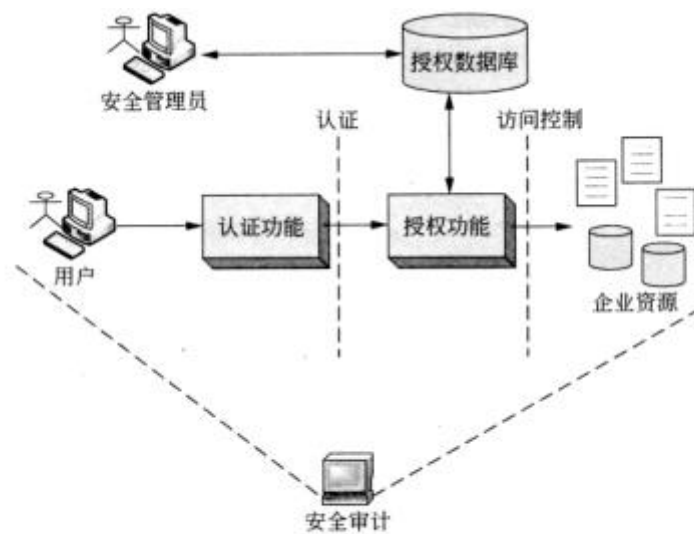 授权数据库
安全管理员
认证
访问控制
认证功能
授权功能
用户
企业资源
安全审计